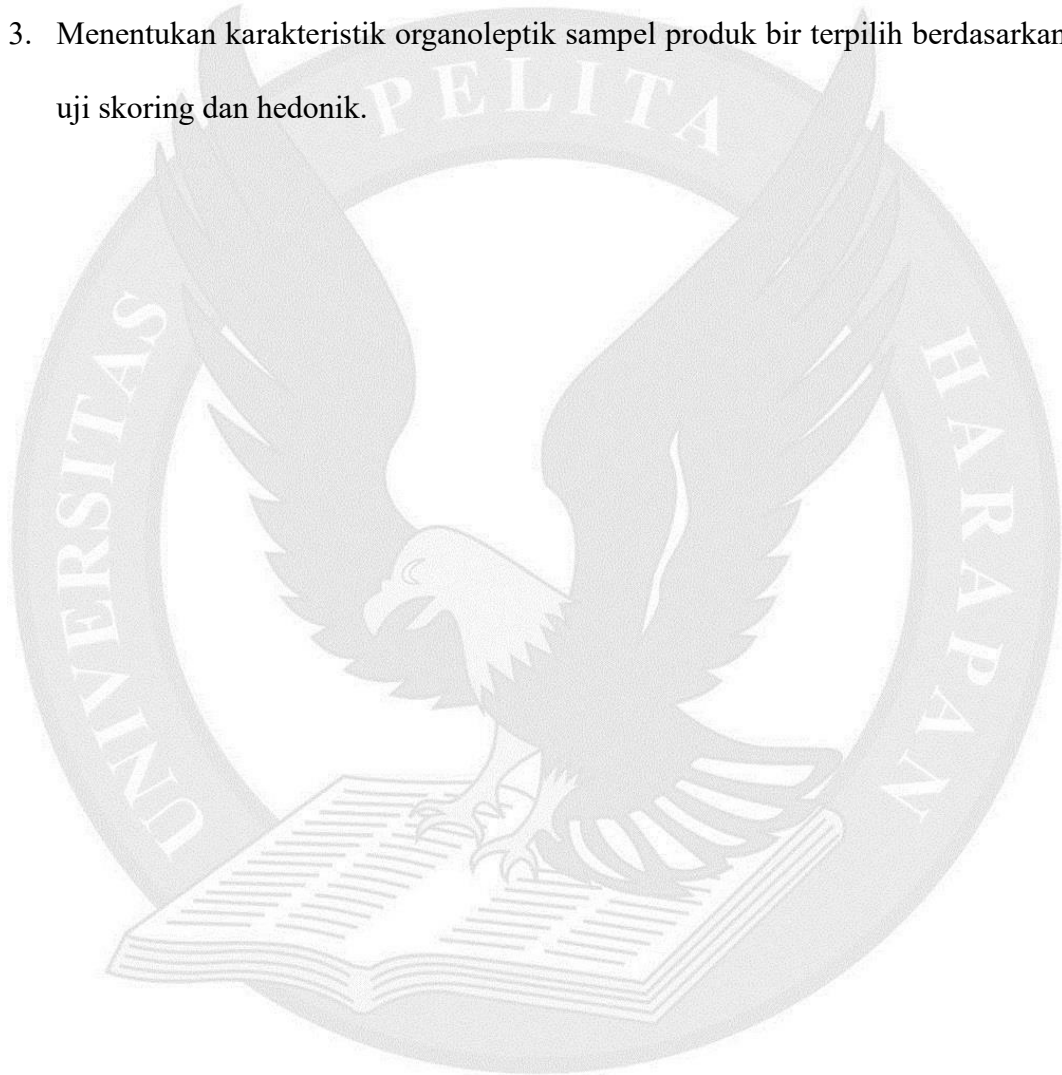 3. Menentukan karakteristik organoleptik sampel produk bir terpilih berdasarkan
uji skoring dan hedonik.
UNIVERSITAS PELITA HARAPAN